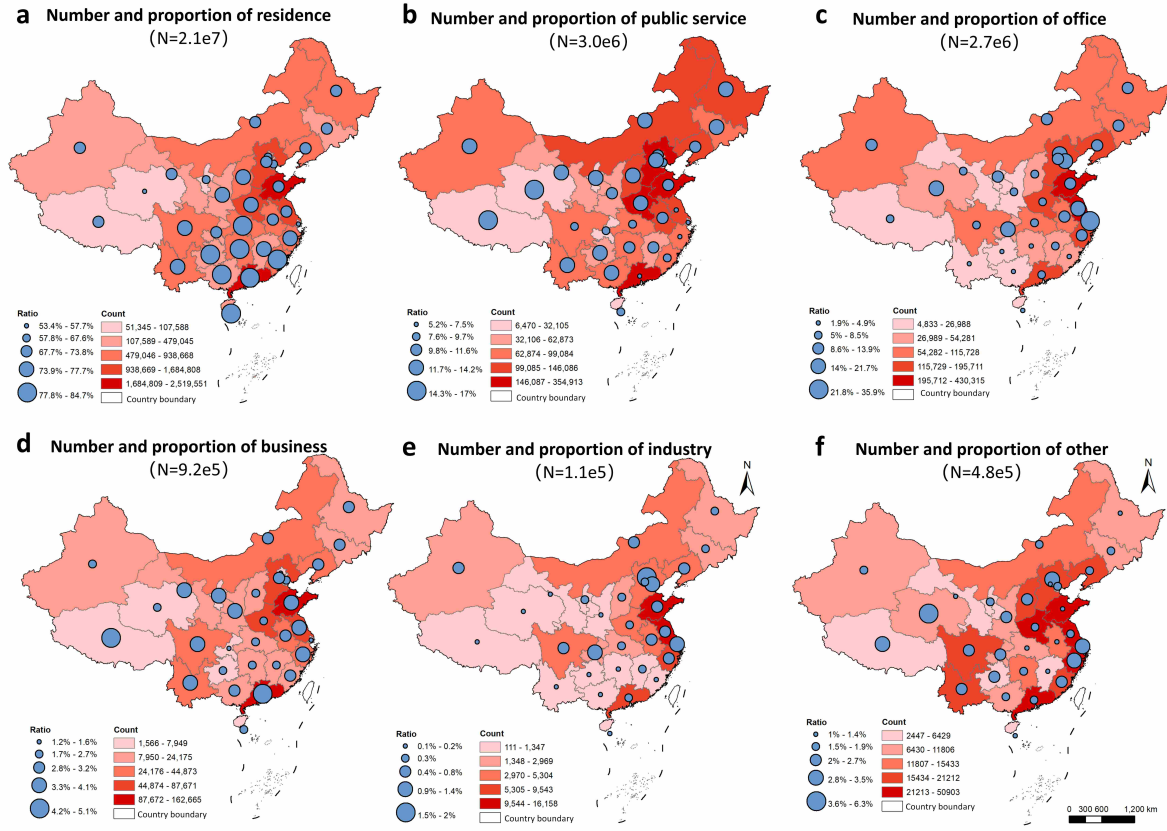 a Number and proportion of residence
(N=2.1e7)
Ratio
53.4% - 57.7%
57.8% - 67.6%
67.7% - 73.8%
73.9% - 77.7%
77.8% - 84.7%
Count
51,345 - 107,588
107,589 - 479,045
479,046 - 938,668
938,669 - 1,684,808
1,684,809 - 2,519,551
Country boundary
b Number and proportion of public service
(N=3.0e6)
Ratio
5.2% - 7.5%
7.6% - 9.7%
9.8% - 11.6%
11.7% - 14.2%
14.3% - 17%
Count
6,470 - 32,105
32,106 - 62,873
62,874 - 99,084
99,085 - 146,086
146,087 - 354,913
Country boundary
c Number and proportion of office
(N=2.7e6)
Ratio
1.9% - 4.9%
5% - 8.5%
8.6% - 13.9%
14% - 21.7%
21.8% - 35.9%
Count
4,833 - 26,988
26,989 - 54,281
54,282 - 115,728
115,729 - 195,711
195,712 - 430,315
Country boundary
d Number and proportion of business
(N=9.2e5)
Ratio
1.2% - 1.6%
1.7% - 2.7%
2.8% - 3.2%
3.3% - 4.1%
4.2% - 5.1%
Count
1,566 - 7,949
7,950 - 24,175
24,176 - 44,873
44,874 - 87,671
87,672 - 162,665
Country boundary
e Number and proportion of industry
(N=1.1e5)
N
Ratio
0.1% - 0.2%
0.3%
0.4% - 0.8%
0.9% - 1.4%
1.5% - 2%
Count
111 - 1,347
1,348 - 2,969
2,970 - 5,304
5,305 - 9,543
9,544 - 16,158
Country boundary
f Number and proportion of other
(N=4.8e5)
N
Ratio
1% - 1.4%
1.5% - 1.9%
2% - 2.7%
2.8% - 3.5%
3.6% - 6.3%
Count
2447 - 6429
6430 - 11806
11807 - 15433
15434 - 21212
21213 - 50903
Country boundary
0 300 600 1,200 km